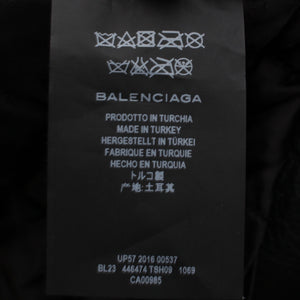 BALENCIAGA
PRODOTTO IN TURCHIA
MADE IN TURKEY
HERGESTELLT IN TÜRKEI
FABRIQUE EN TURQUIE
HECHO EN TURQUIA
トルコ製
产地:土耳其
UP57 2016 00537
BL23 446474 TSH09 1069
CA00985